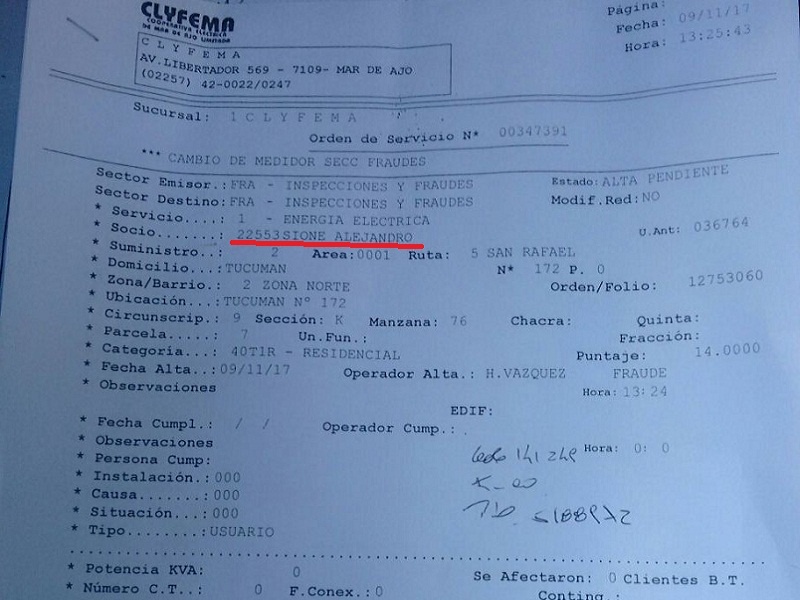 CLYFEMA
COOPERATIVA ELECTRICA
DE MAR DE AJO LIMITADA
Página:
Fecha: 09/11/17
Hora: 13:25:43
C L Y F E M A
AV.LIBERTADOR 569 - 7109- MAR DE AJO
(02257) 42-0022/0247
Sucursal: 1 C L Y F E M A
Orden de Servicio N* 00347391
*** CAMBIO DE MEDIDOR SECC FRAUDES
Sector Emisor.: FRA - INSPECCIONES Y FRAUDES Estado: ALTA PENDIENTE
Sector Destino: FRA - INSPECCIONES Y FRAUDES Modif.Red: NO
* Servicio....: 1 - ENERGIA ELECTRICA
* Socio.......: 22553 SIONE ALEJANDRO U.Ant: 036764
* Suministro..: 2 Area:0001 Ruta: 5 SAN RAFAEL
* Domicilio...: TUCUMAN N* 172 P. 0
* Zona/Barrio.: 2 ZONA NORTE Orden/Folio: 12753060
* Ubicación...: TUCUMAN Nº 172
* Circunscrip.: 9 Sección: K Manzana: 76 Chacra: Quinta:
* Parcela.....: 7 Un.Fun.: Fracción:
* Categoría...: 40T1R - RESIDENCIAL Puntaje: 14.0000
* Fecha Alta..: 09/11/17 Operador Alta.: H.VAZQUEZ FRAUDE
* Observaciones Hora: 13:24
EDIF:
* Fecha Cumpl.: / / Operador Cump.: .
* Observaciones Hora: 0: 0
* Persona Cump:
* Instalación.: 000
* Causa.......: 000
* Situación...: 000
* Tipo........: USUARIO
* Potencia KVA: 0 Se Afectaron: 0 Clientes B.T.
* Número C.T..: 0 F.Conex.: 0 Conting.: